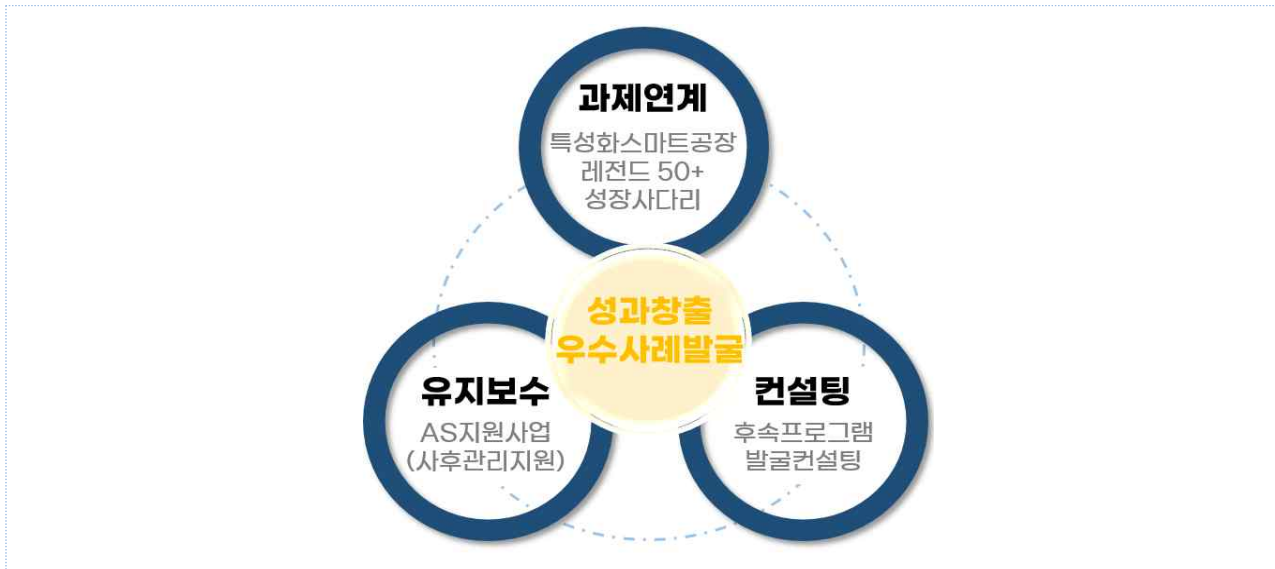 과제연계
특성화스마트공장
레전드 50+
성장사다리
성과창출
우수사례발굴
유지보수
AS지원사업
(사후관리지원)
컨설팅
후속프로그램
발굴컨설팅